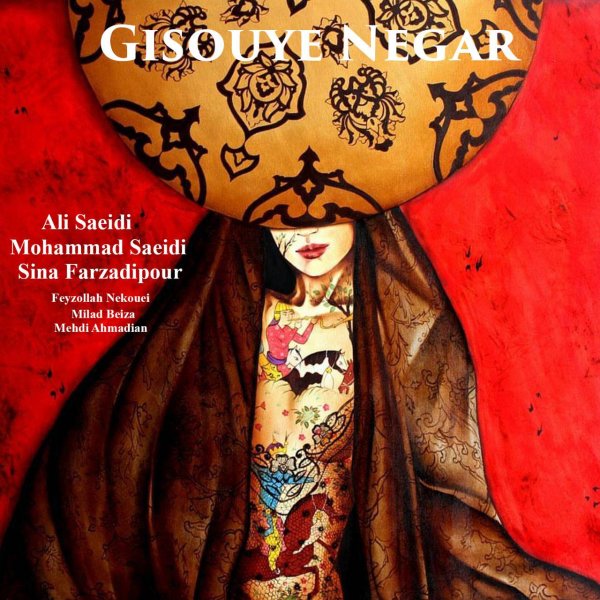 Gisouye Negar
Ali Saeidi
Mohammad Saeidi
Sina Farzadipour
Feyzollah Nekouei
Milad Beiza
Mehdi Ahmadian